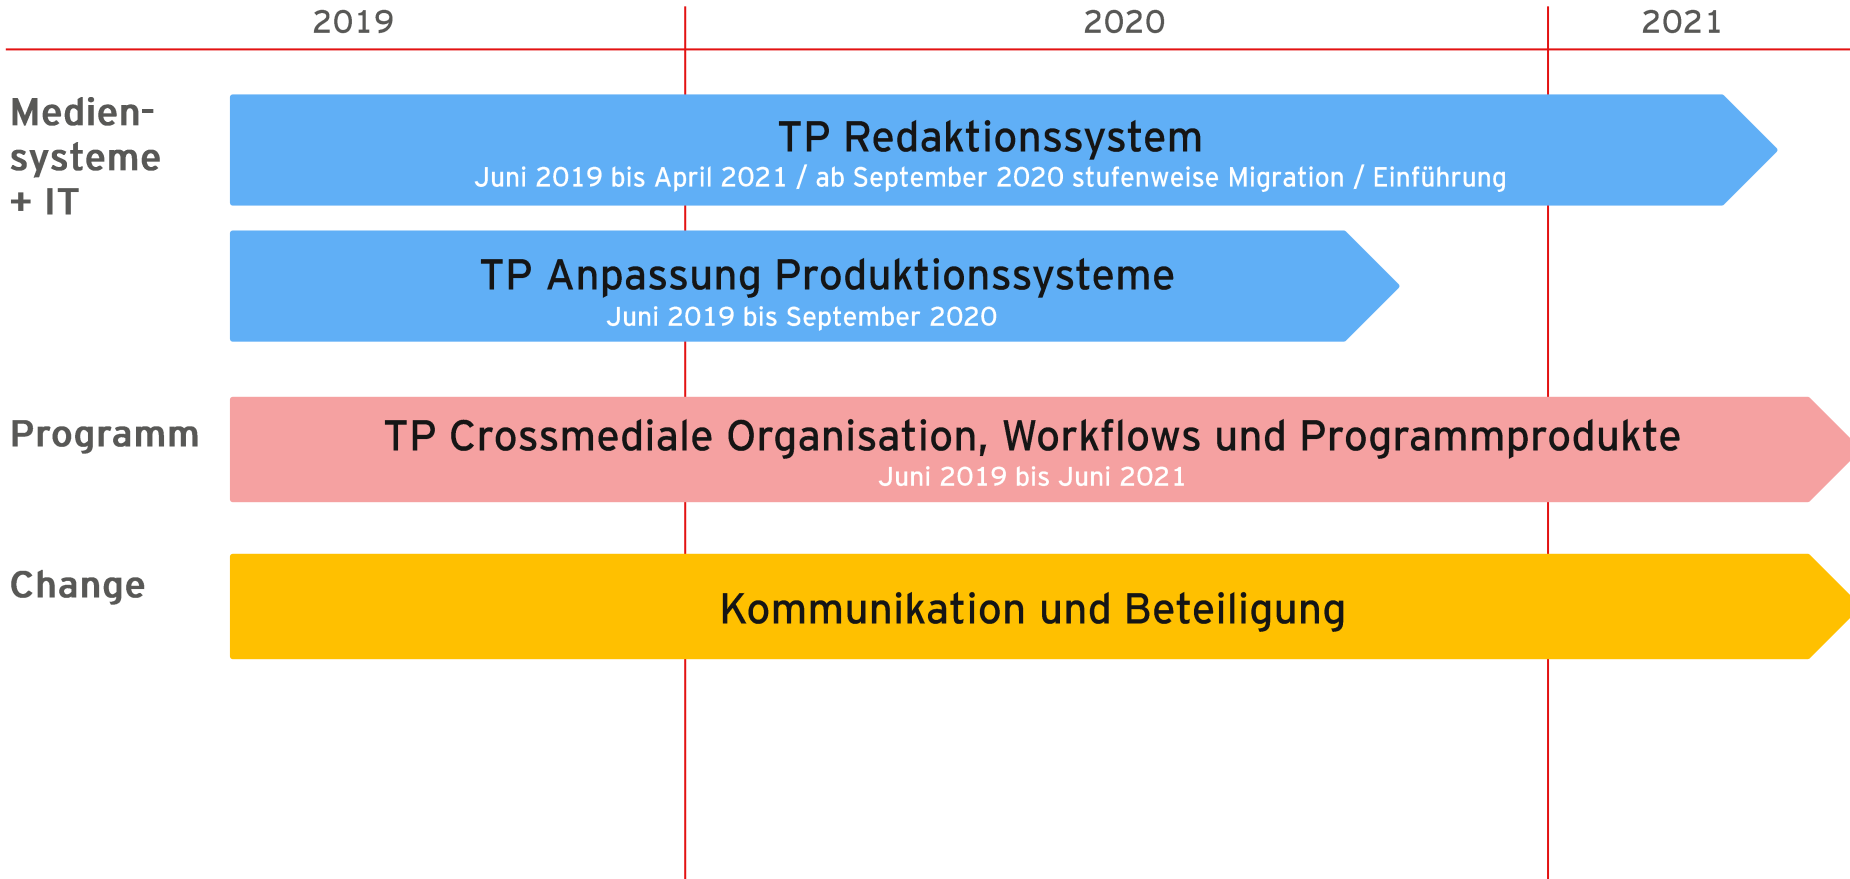 2019
2020
2021
Medien-
systeme
+ IT
TP Redaktionssystem
Juni 2019 bis April 2021 / ab September 2020 stufenweise Migration / Einführung
TP Anpassung Produktionssysteme
Juni 2019 bis September 2020
Programm
TP Crossmediale Organisation, Workflows und Programmprodukte
Juni 2019 bis Juni 2021
Change
Kommunikation und Beteiligung